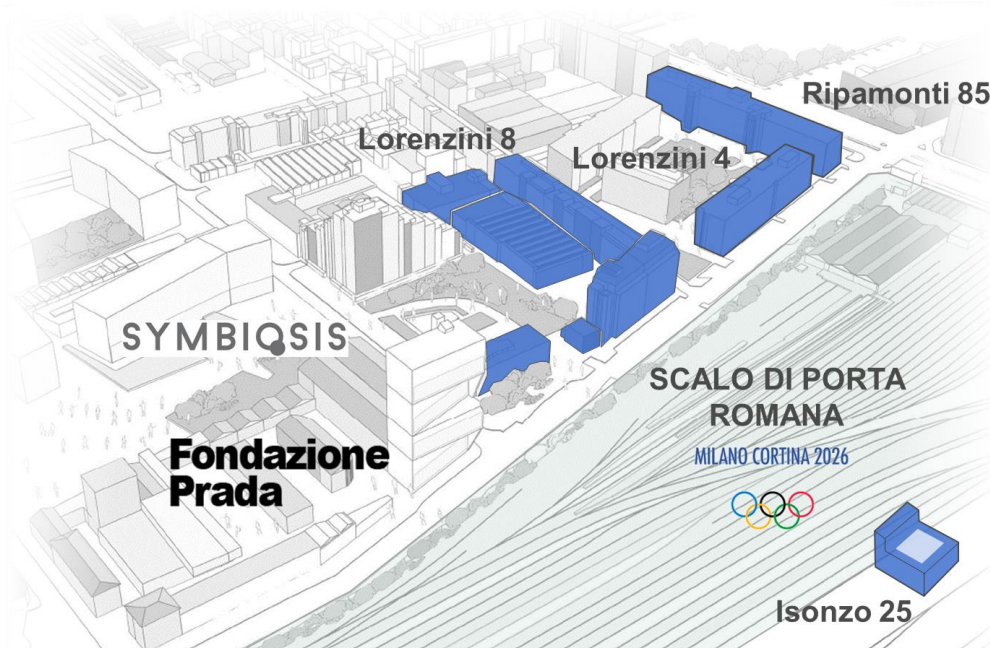 Ripamonti 85
Lorenzini 8
Lorenzini 4
SYMBIOSIS
SCALO DI PORTA
ROMANA
Fondazione
Prada
MILANO CORTINA 2026
Isonzo 25